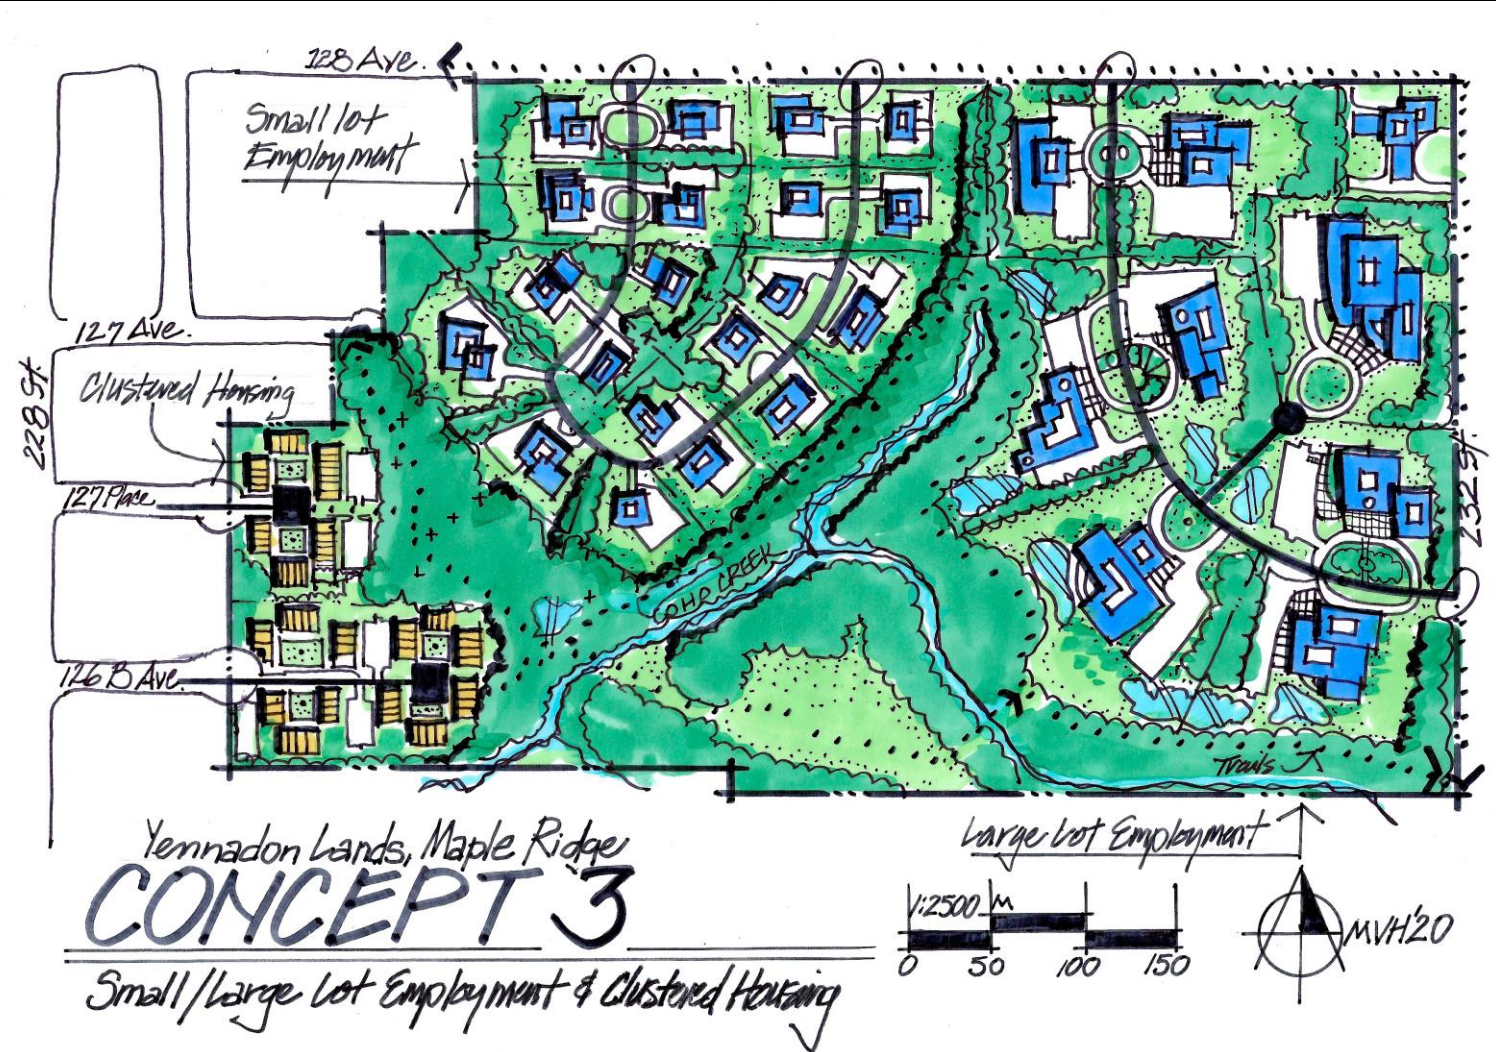 128 Ave.
Small lot
Employment
127 Ave.
Clustered Housing
228 St.
127 Place
232 St.
COHO CREEK
126 B Ave.
Trails
Yennadon Lands, Maple Ridge
CONCEPT 3
Small/Large Lot Employment & Clustered Housing
Large Lot Employment
1:2500 M
0 50 100 150
MVH'20